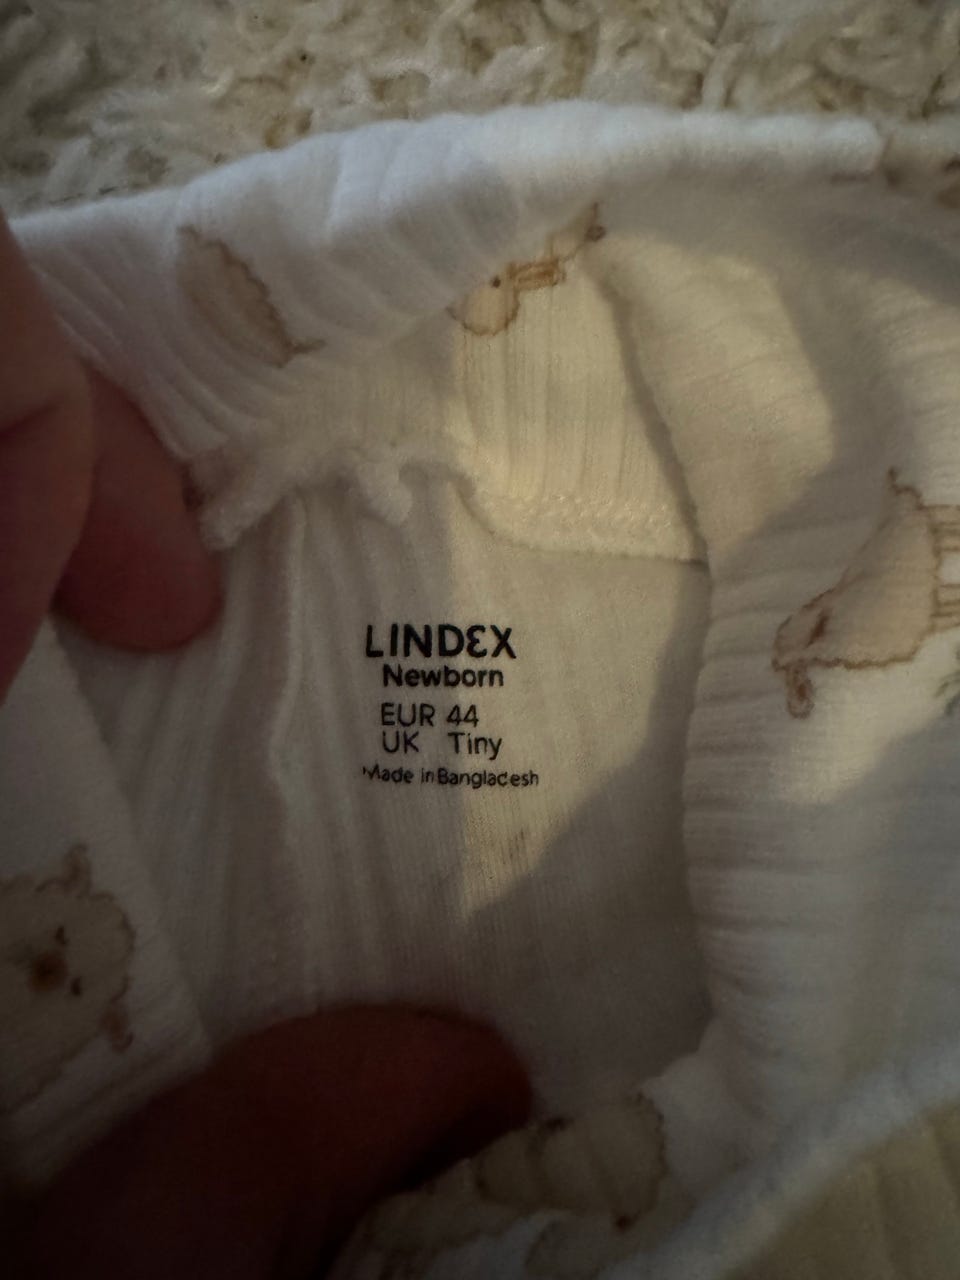 LINDEX
Newborn
EUR 44
UK Tiny
Made in Bangladesh